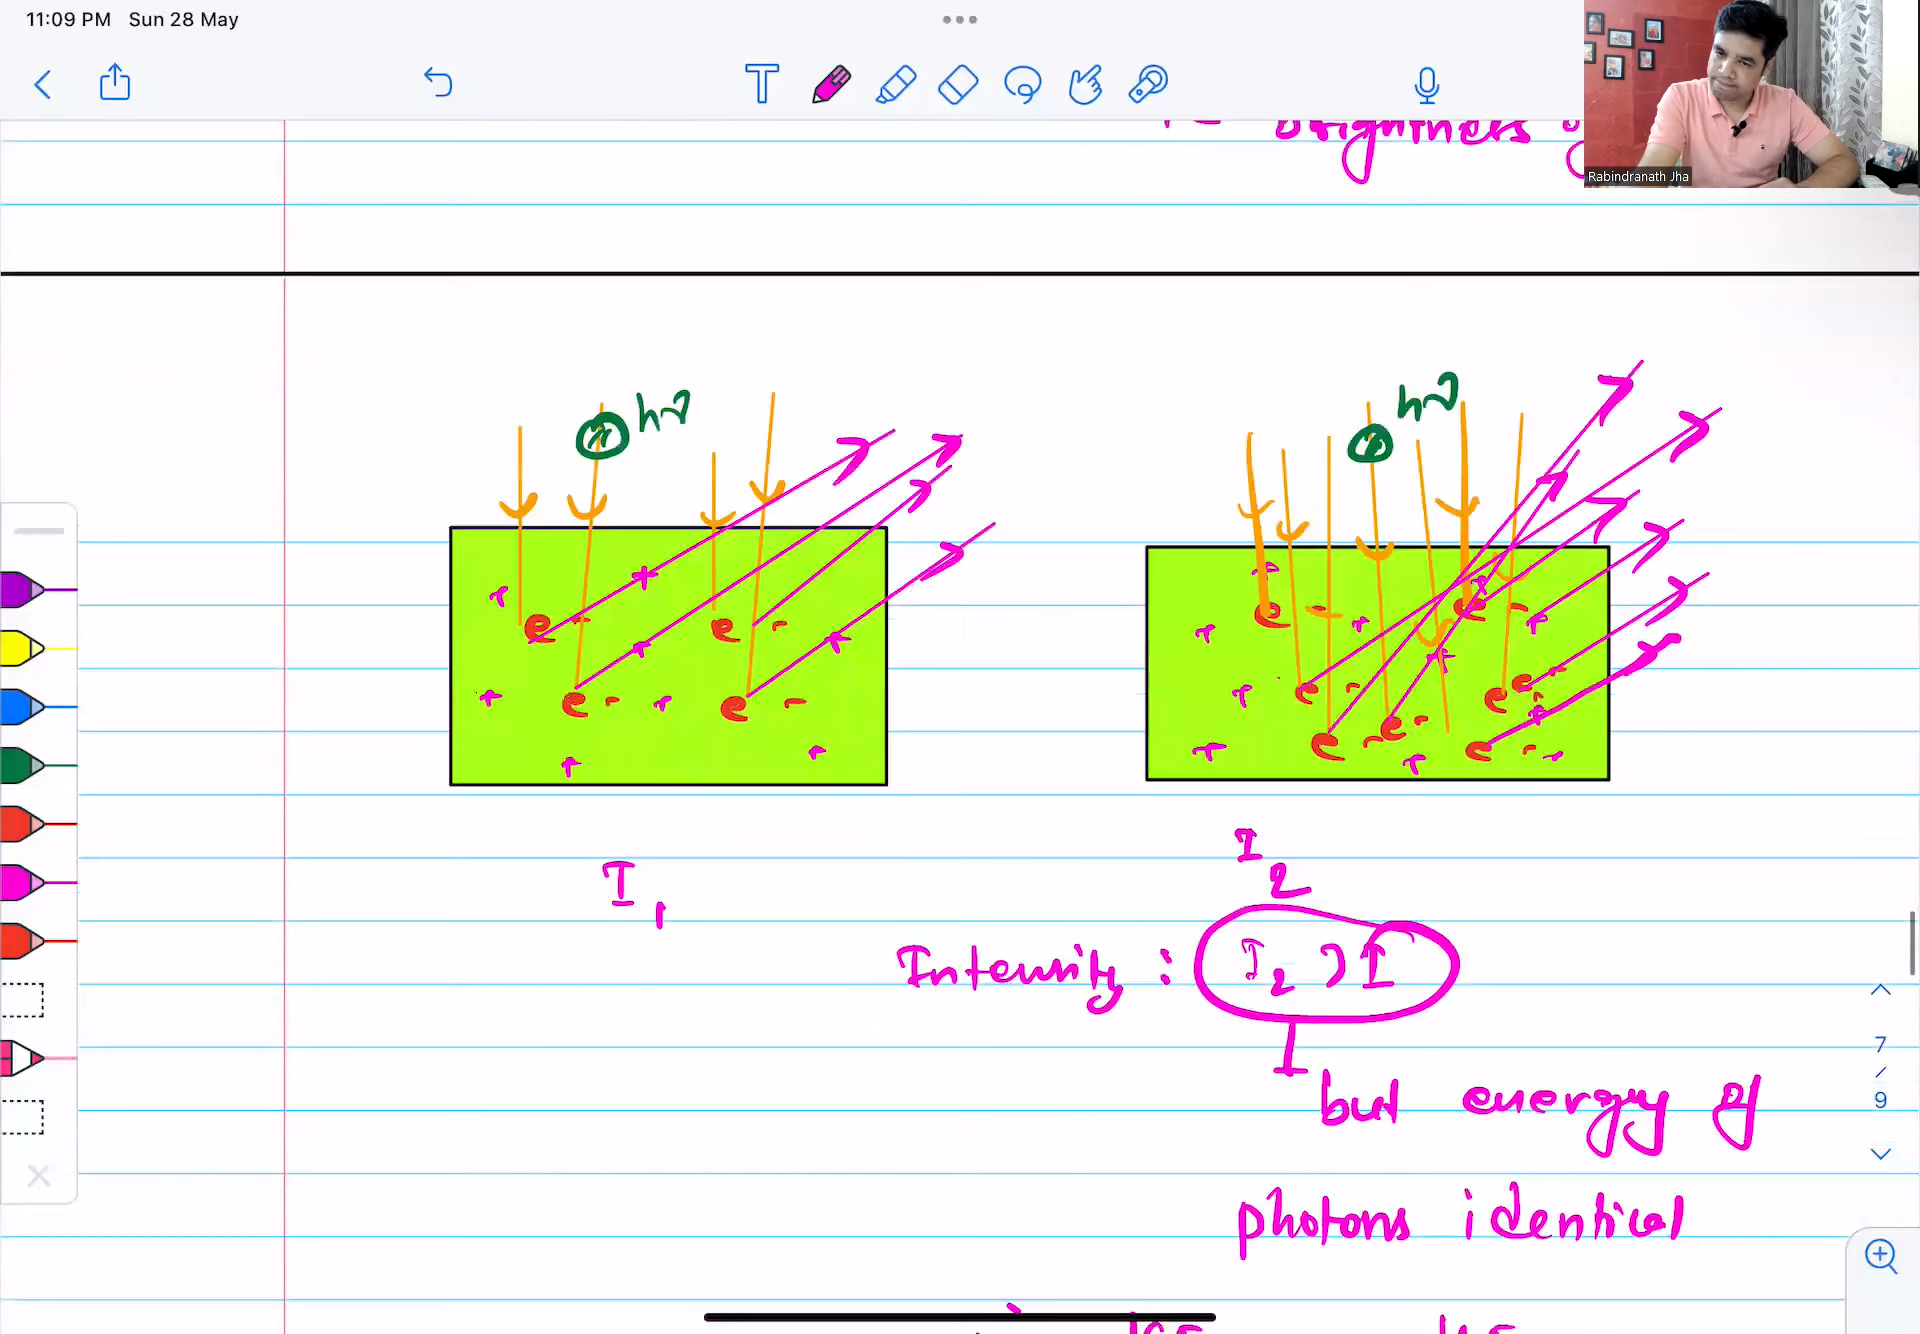 11:09 PM Sun 28 May
T
brightness
Rabindranath Jha
hν
hν
+ + + + + + + +
e- e- e- e-
+ + + + + + + + + + +
e- e- e- e- e- e- e- e-
I1
I2
Intensity : I2 > I
but energy of
photons identical
7
/
9